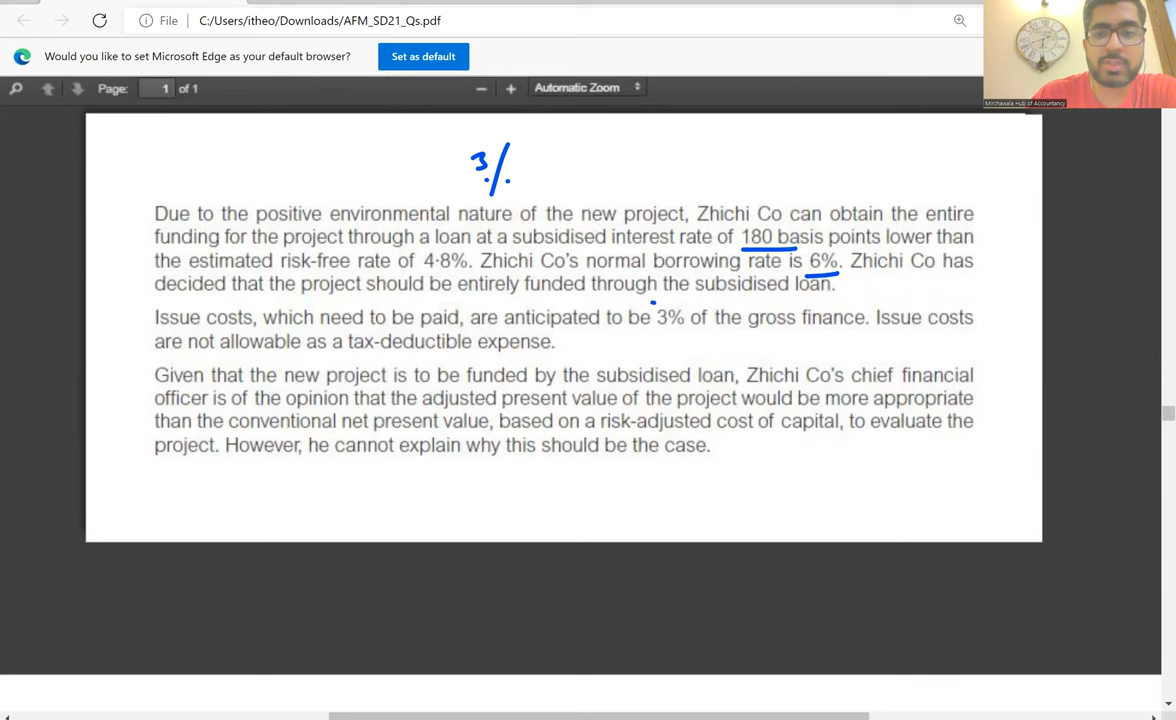 File
C:/Users/itheo/Downloads/AFM_SD21_Qs.pdf
Would you like to set Microsoft Edge as your default browser?
Set as default
Page:
1
of 1
Automatic Zoom
Mirchawala Hub of Accountancy
3%
Due to the positive environmental nature of the new project, Zhichi Co can obtain the entire
funding for the project through a loan at a subsidised interest rate of 180 basis points lower than
the estimated risk-free rate of 4·8%. Zhichi Co's normal borrowing rate is 6%. Zhichi Co has
decided that the project should be entirely funded through the subsidised loan.
Issue costs, which need to be paid, are anticipated to be 3% of the gross finance. Issue costs
are not allowable as a tax-deductible expense.
Given that the new project is to be funded by the subsidised loan, Zhichi Co's chief financial
officer is of the opinion that the adjusted present value of the project would be more appropriate
than the conventional net present value, based on a risk-adjusted cost of capital, to evaluate the
project. However, he cannot explain why this should be the case.